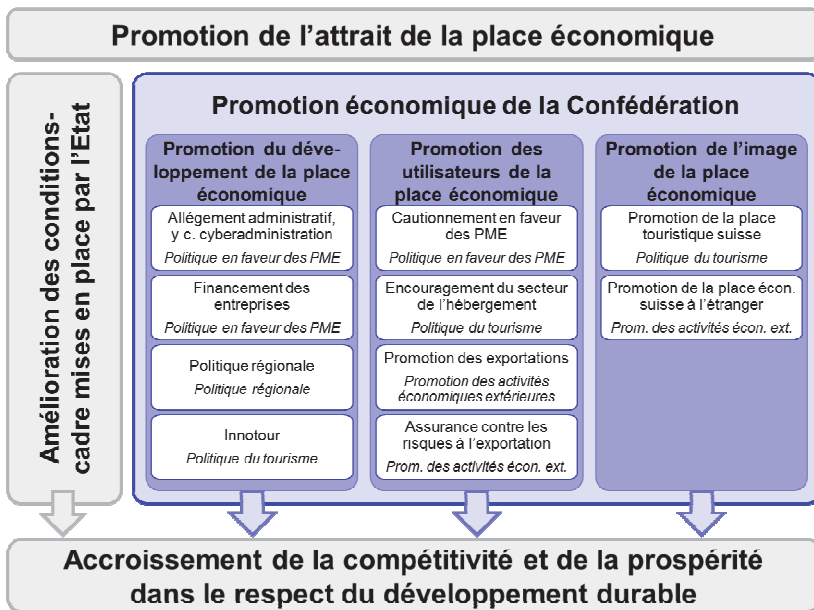 Promotion de l'attrait de la place économique
Amélioration des conditions-
cadre mises en place par l'Etat
Promotion économique de la Confédération
Promotion du déve-
loppement de la place
économique
Allégement administratif,
y c. cyberadministration
Politique en faveur des PME
Financement des
entreprises
Politique en faveur des PME
Politique régionale
Politique régionale
Innotour
Politique du tourisme
Promotion des
utilisateurs de la
place économique
Cautionnement en faveur
des PME
Politique en faveur des PME
Encouragement du secteur
de l'hébergement
Politique du tourisme
Promotion des exportations
Promotion des activités
économiques extérieures
Assurance contre les
risques à l'exportation
Prom. des activités écon. ext.
Promotion de l'image
de la place
économique
Promotion de la place
touristique suisse
Politique du tourisme
Promotion de la place écon.
suisse à l'étranger
Prom. des activités écon. ext.
Accroissement de la compétitivité et de la prospérité
dans le respect du développement durable